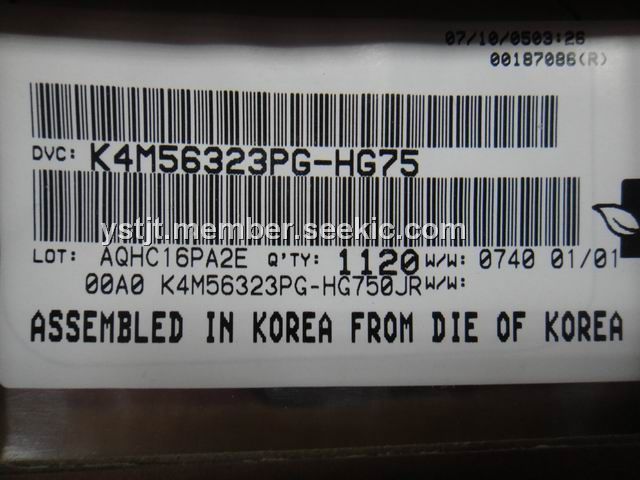 07/10/0503:26
00187086(R)
DVC: K4M56323PG-HG75
ystjt.member.seekic.com
LOT: AQHC16PA2E Q'TY: 1120 W/W: 0740 01/01
00A0 K4M56323PG-HG750JR W/W:
ASSEMBLED IN KOREA FROM DIE OF KOREA